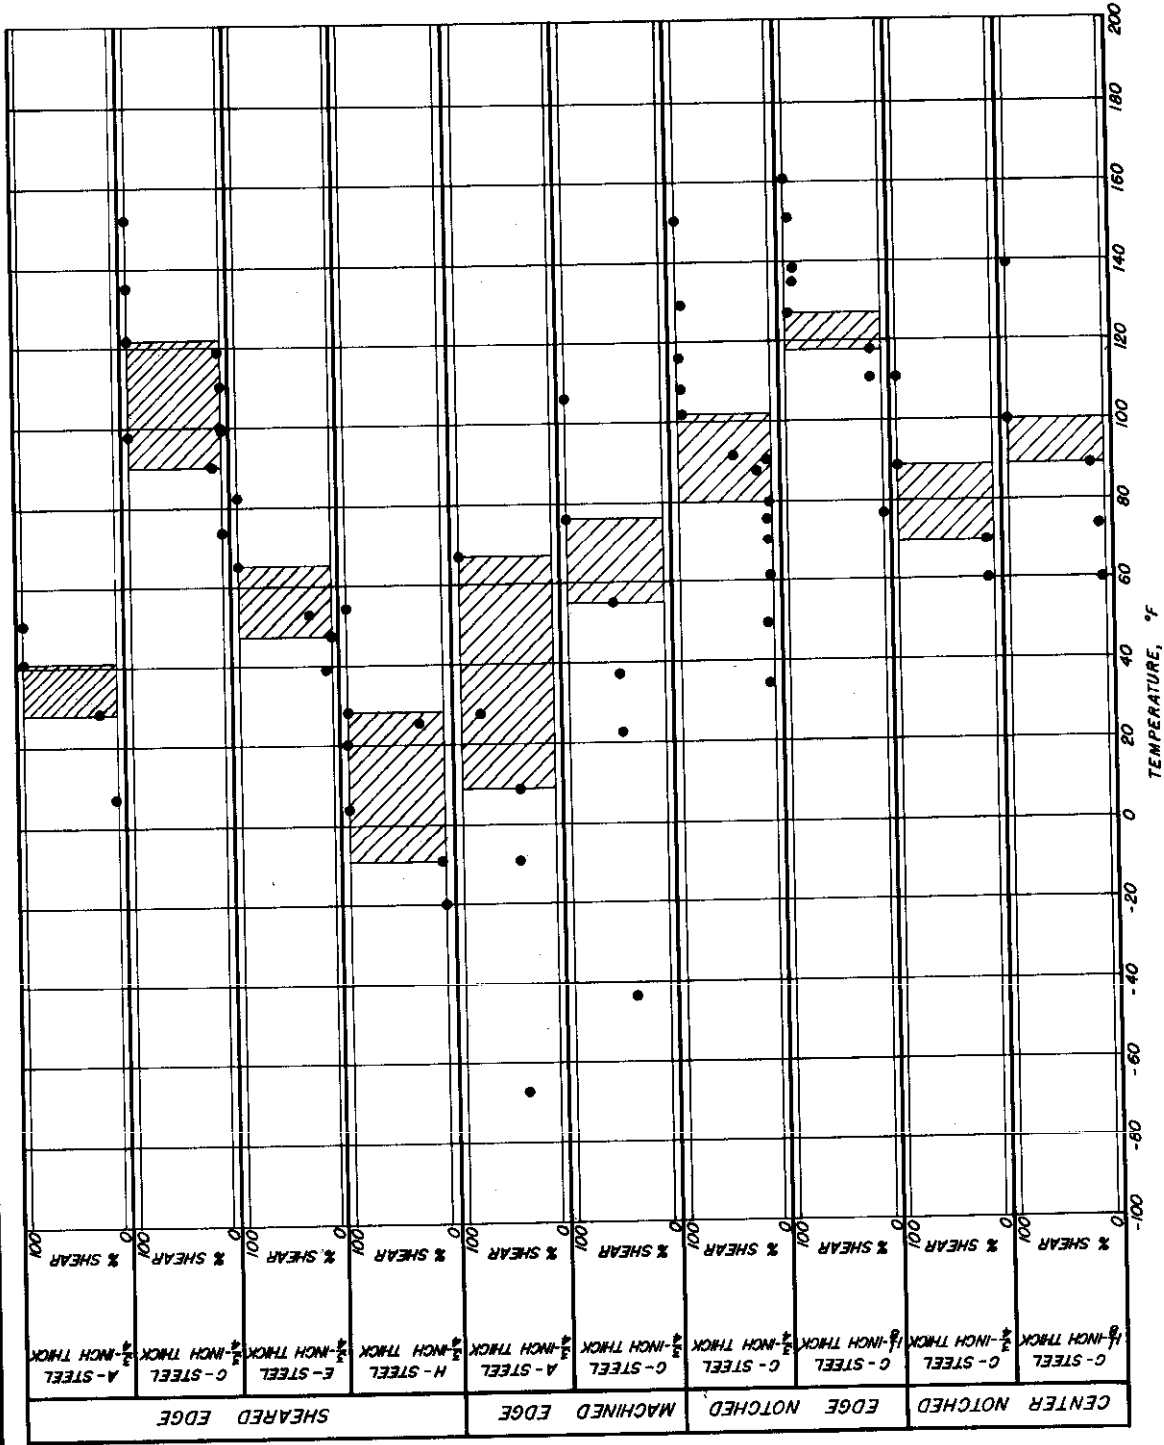 SHEARED EDGE
A-STEEL
3/4-INCH THICK
% SHEAR
100
0
C-STEEL
3/4-INCH THICK
% SHEAR
100
0
E-STEEL
3/4-INCH THICK
% SHEAR
100
0
H-STEEL
3/4-INCH THICK
% SHEAR
100
0
MACHINED EDGE
A-STEEL
3/4-INCH THICK
% SHEAR
100
0
C-STEEL
3/4-INCH THICK
% SHEAR
100
0
EDGE NOTCHED
C-STEEL
3/4-INCH THICK
% SHEAR
100
0
C-STEEL
1 1/8-INCH THICK
% SHEAR
100
0
CENTER NOTCHED
C-STEEL
3/4-INCH THICK
% SHEAR
100
0
C-STEEL
1 1/8-INCH THICK
% SHEAR
100
0
-100 -80 -60 -40 -20 0 20 40 60 80 100 120 140 160 180 200
TEMPERATURE, °F